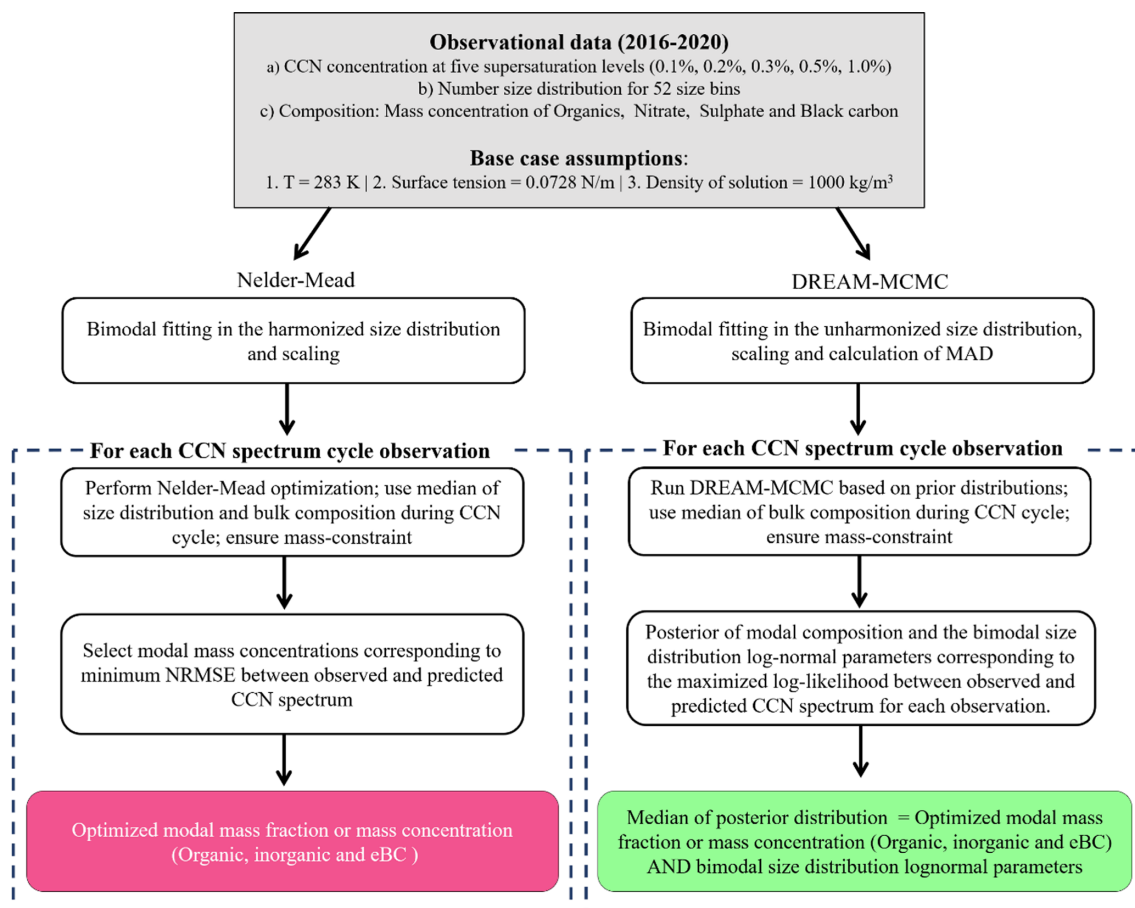 Observational data (2016-2020)
a) CCN concentration at five supersaturation levels (0.1%, 0.2%, 0.3%, 0.5%, 1.0%)
b) Number size distribution for 52 size bins
c) Composition: Mass concentration of Organics, Nitrate, Sulphate and Black carbon
Base case assumptions:
1. T = 283 K | 2. Surface tension = 0.0728 N/m | 3. Density of solution = 1000 kg/m³
Nelder-Mead
Bimodal fitting in the harmonized size distribution
and scaling
For each CCN spectrum cycle observation
Perform Nelder-Mead optimization; use median of
size distribution and bulk composition during CCN
cycle; ensure mass-constraint
Select modal mass concentrations corresponding to
minimum NRMSE between observed and predicted
CCN spectrum
Optimized modal mass fraction or mass concentration
(Organic, inorganic and eBC )
DREAM-MCMC
Bimodal fitting in the unharmonized size distribution,
scaling and calculation of MAD
For each CCN spectrum cycle observation
Run DREAM-MCMC based on prior distributions;
use median of bulk composition during CCN cycle;
ensure mass-constraint
Posterior of modal composition and the bimodal size
distribution log-normal parameters corresponding to
the maximized log-likelihood between observed and
predicted CCN spectrum for each observation.
Median of posterior distribution = Optimized modal mass
fraction or mass concentration (Organic, inorganic and eBC)
AND bimodal size distribution lognormal parameters